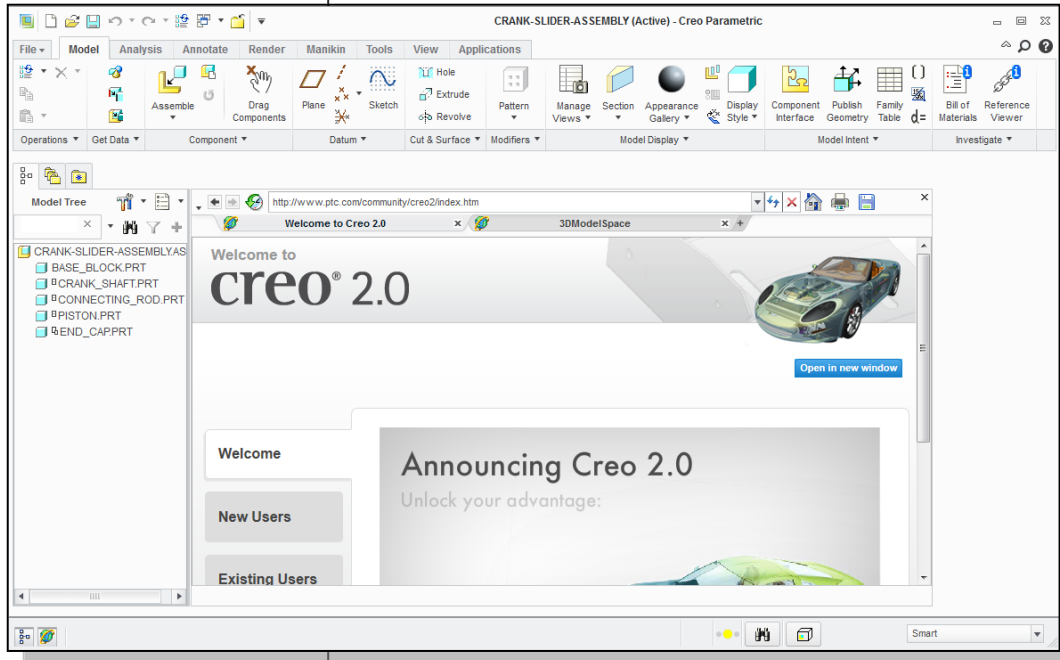 CRANK-SLIDER-ASSEMBLY (Active) - Creo Parametric
File Model Analysis Annotate Render Manikin Tools View Applications
Assemble
Drag Components
Plane
Sketch
Hole
Extrude
Revolve
Pattern
Manage Views
Section
Appearance Gallery
Display Style
Component Interface
Publish Geometry
Family Table
d=
Bill of Materials
Reference Viewer
Operations Get Data Component Datum Cut & Surface Modifiers Model Display Model Intent Investigate
Model Tree
http://www.ptc.com/community/creo2/index.htm
Welcome to Creo 2.0
3DModelSpace
CRANK-SLIDER-ASSEMBLY.AS
BASE_BLOCK.PRT
CRANK_SHAFT.PRT
CONNECTING_ROD.PRT
PISTON.PRT
END_CAP.PRT
Welcome to
creo® 2.0
Open in new window
Welcome
New Users
Existing Users
Announcing Creo 2.0
Unlock your advantage:
Smart